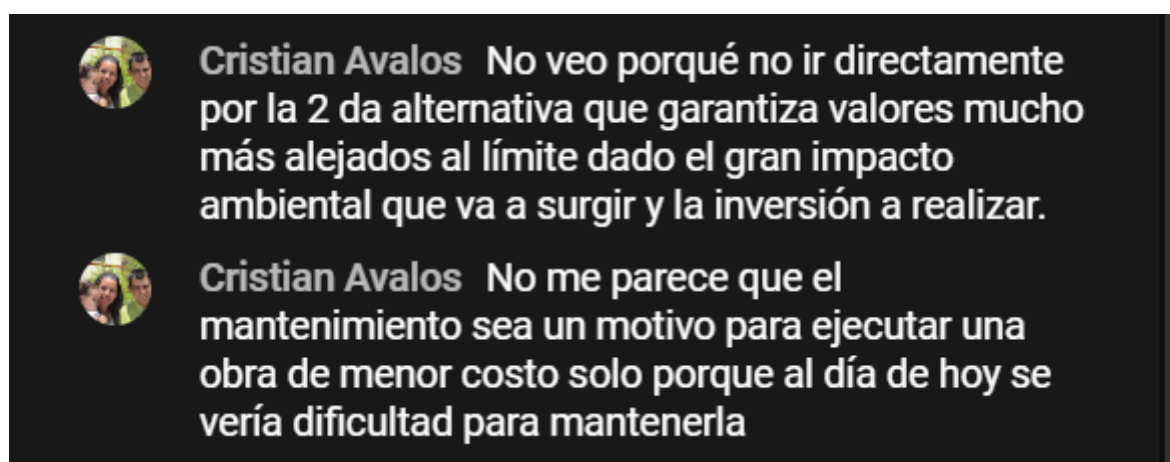 Cristian Avalos No veo porqué no ir directamente
por la 2 da alternativa que garantiza valores mucho
más alejados al límite dado el gran impacto
ambiental que va a surgir y la inversión a realizar.
Cristian Avalos No me parece que el
mantenimiento sea un motivo para ejecutar una
obra de menor costo solo porque al día de hoy se
vería dificultad para mantenerla